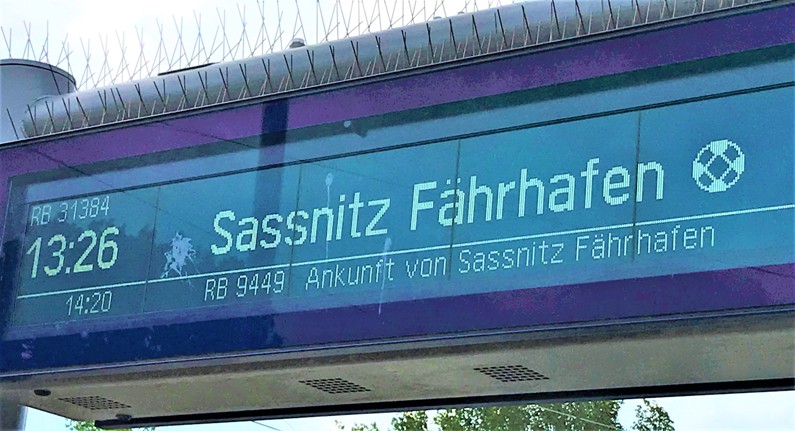 RB 31384
13:26 Sassnitz Fährhafen
14:20 RB 9449 Ankunft von Sassnitz Fährhafen